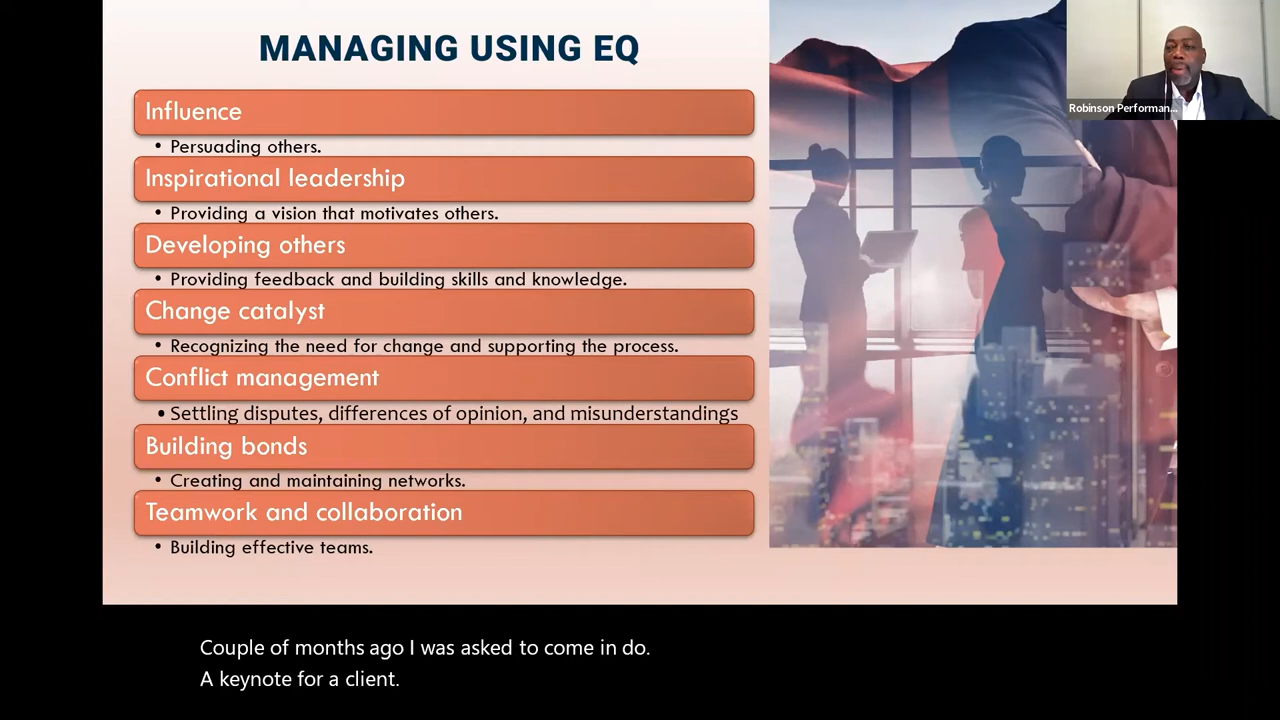 MANAGING USING EQ
Influence
• Persuading others.
Inspirational leadership
• Providing a vision that motivates others.
Developing others
• Providing feedback and building skills and knowledge.
Change catalyst
• Recognizing the need for change and supporting the process.
Conflict management
• Settling disputes, differences of opinion, and misunderstandings
Building bonds
• Creating and maintaining networks.
Teamwork and collaboration
• Building effective teams.
Robinson Performan...
Couple of months ago I was asked to come in do.
A keynote for a client.